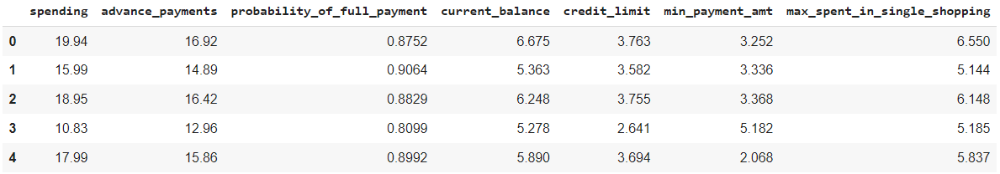 spending advance_payments probability_of_full_payment current_balance credit_limit min_payment_amt max_spent_in_single_shopping
0 19.94 16.92 0.8752 6.675 3.763 3.252 6.550
1 15.99 14.89 0.9064 5.363 3.582 3.336 5.144
2 18.95 16.42 0.8829 6.248 3.755 3.368 6.148
3 10.83 12.96 0.8099 5.278 2.641 5.182 5.185
4 17.99 15.86 0.8992 5.890 3.694 2.068 5.837